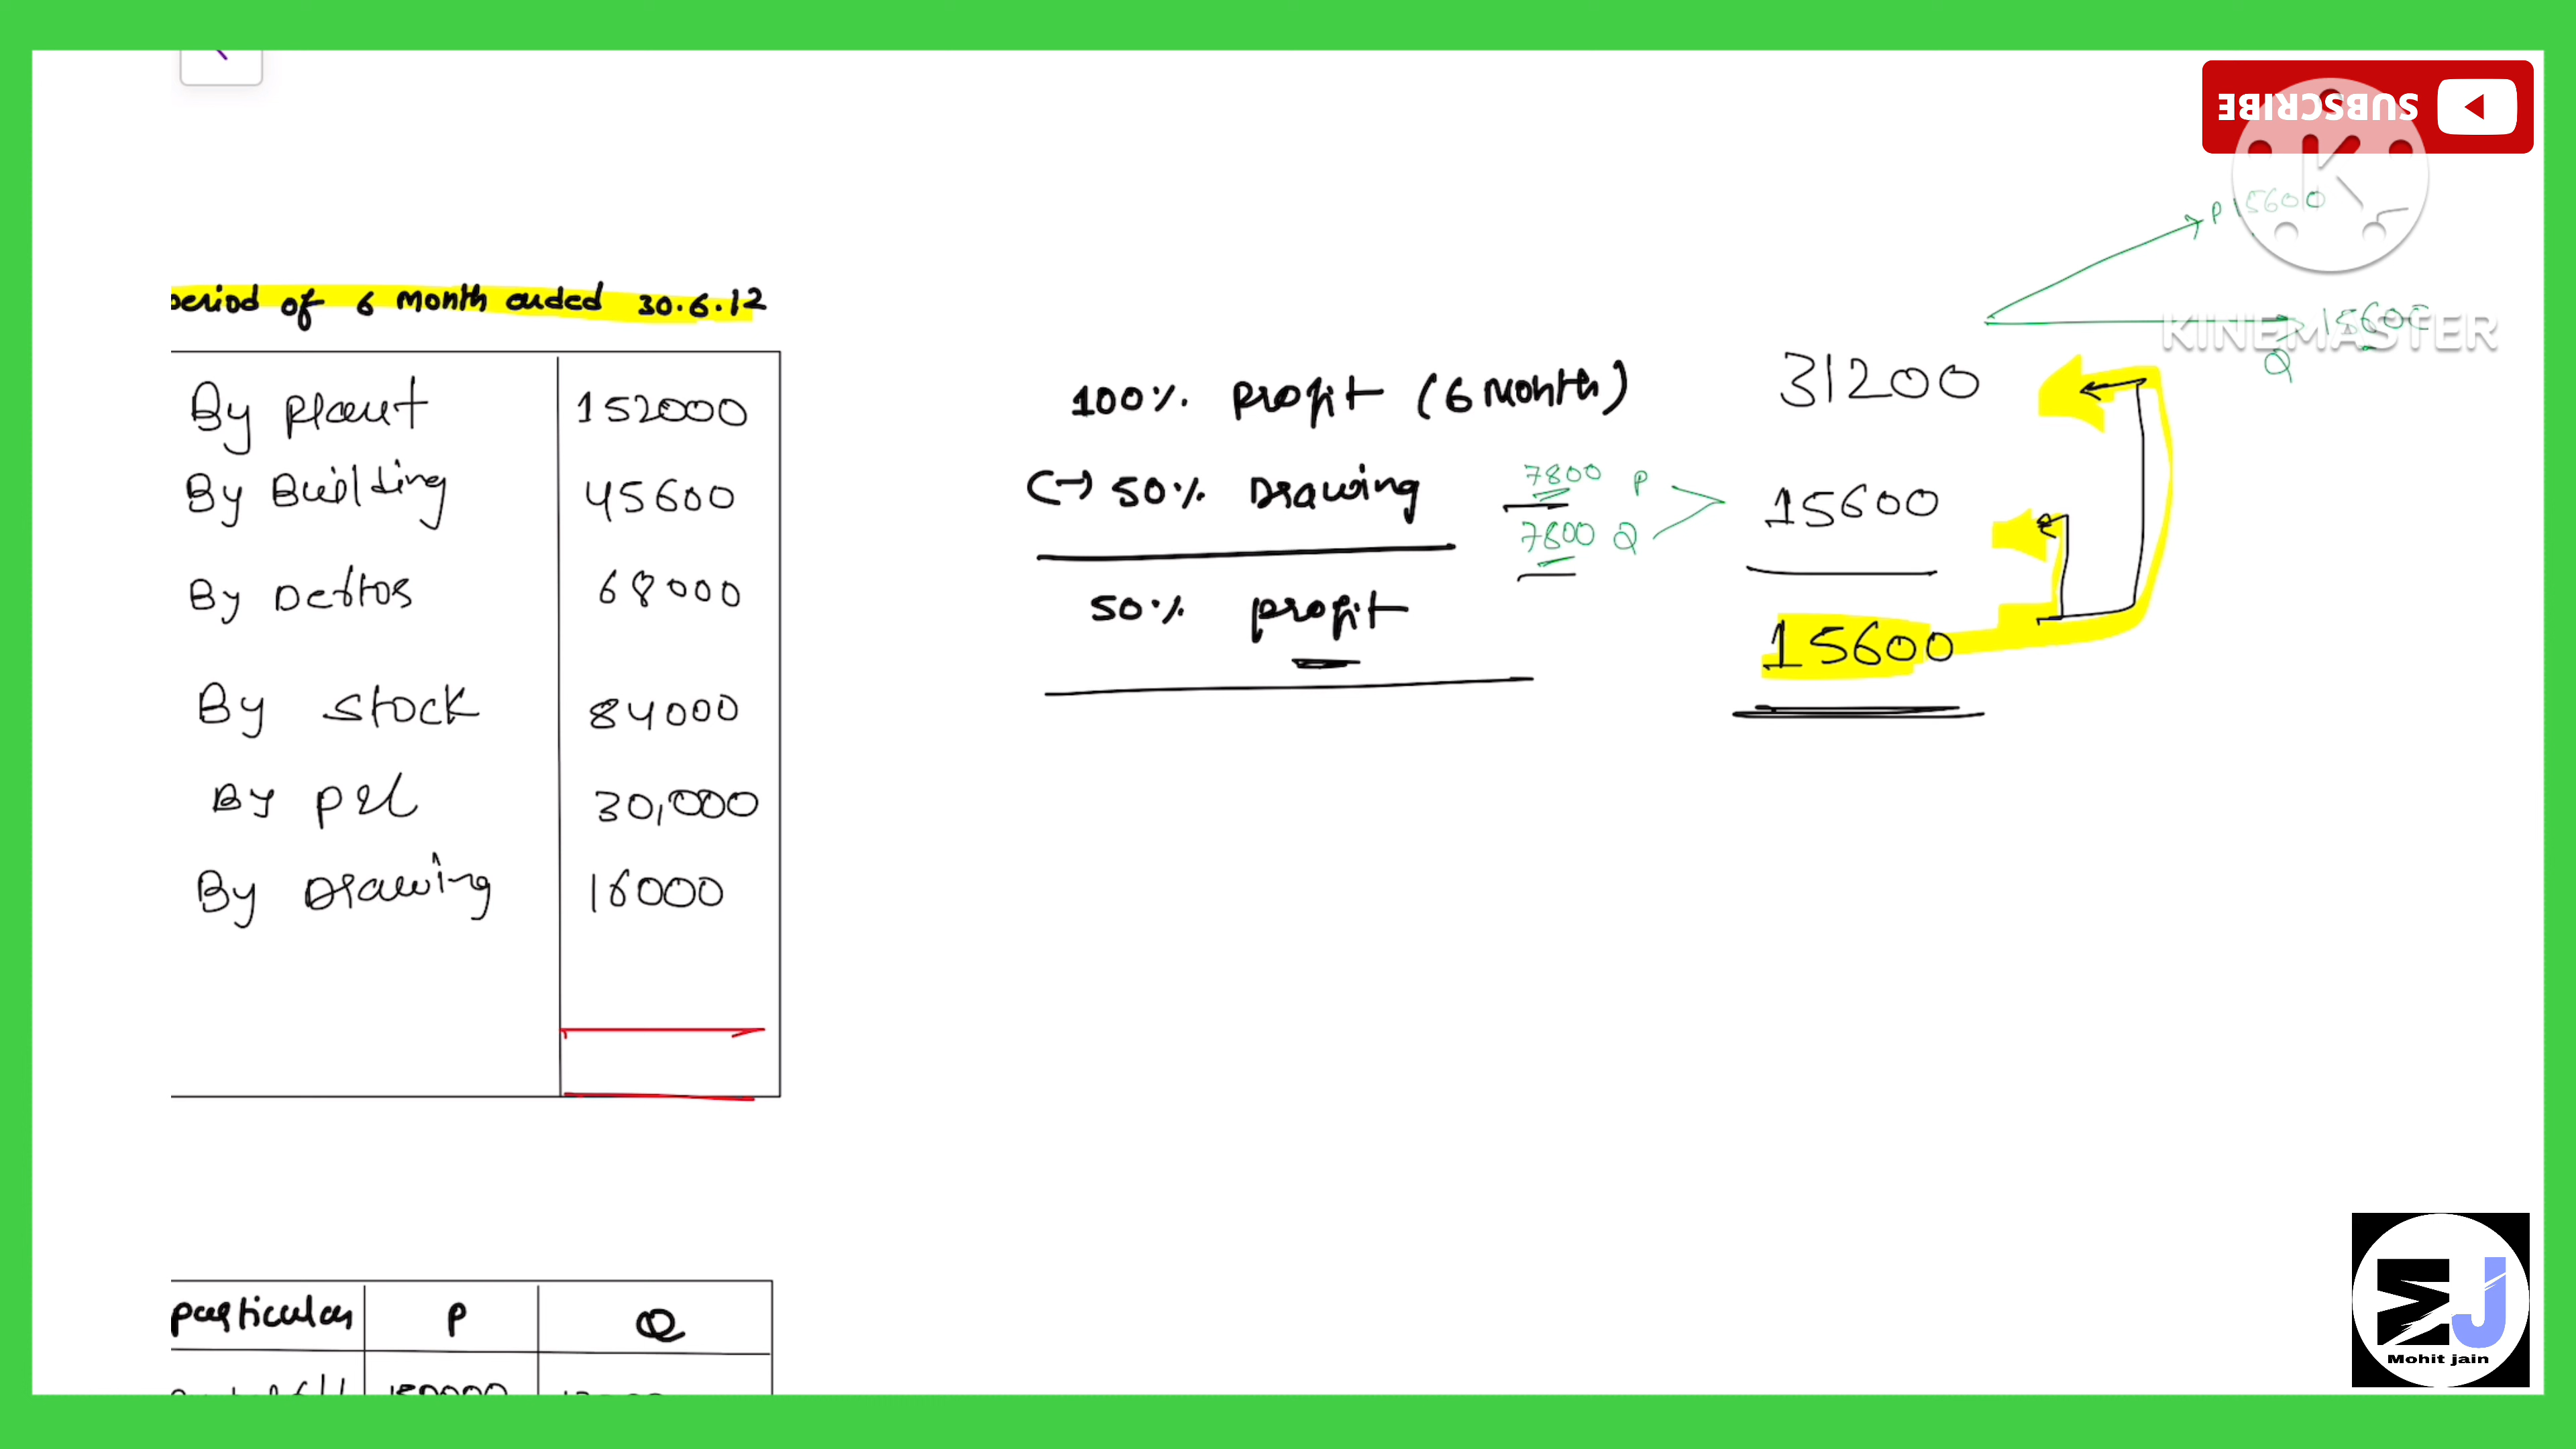 SUBSCRIBE
KINEMASTER
P 15600
15600
Q
period of 6 month ended 30.6.12
By plant 152000
By Building 45600
By Debtos 68000
By stock 84000
By P&L 30,000
By Drawing 16000
100% profit (6 month) 31200
(-) 50% Drawing 7800 P 15600
7800 Q
50% profit 15600
particular P Q
Mohit jain